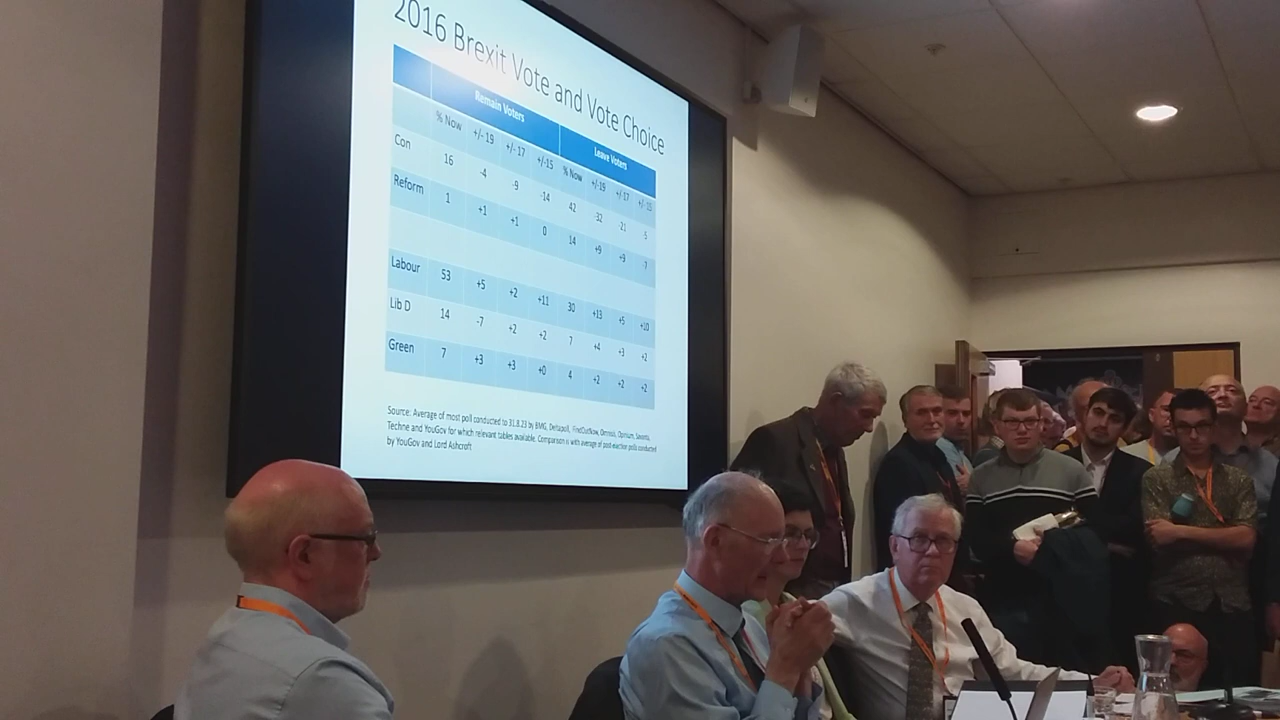 2016 Brexit Vote and Vote Choice
Remain Voters Leave Voters
% Now +/- 19 +/- 17 +/-15 % Now +/-19 +/- 17 +/- 15
Con 16 -4 -9 -14 42 -32 -21 -5
Reform 1 +1 +1 0 14 +9 +9 -7
Labour 53 +5 +2 +11 30 +13 +5 +10
Lib D 14 -7 +2 +2 7 +4 +3 +2
Green 7 +3 +3 +0 4 +2 +2 +2
Source: Average of most poll conducted to 31.8.23 by BMG, Deltapoll, FindOutNow, Omnisis, Opinium, Savanta,
Techne and YouGov for which relevant tables available. Comparison is with average of post-election polls conducted
by YouGov and Lord Ashcroft